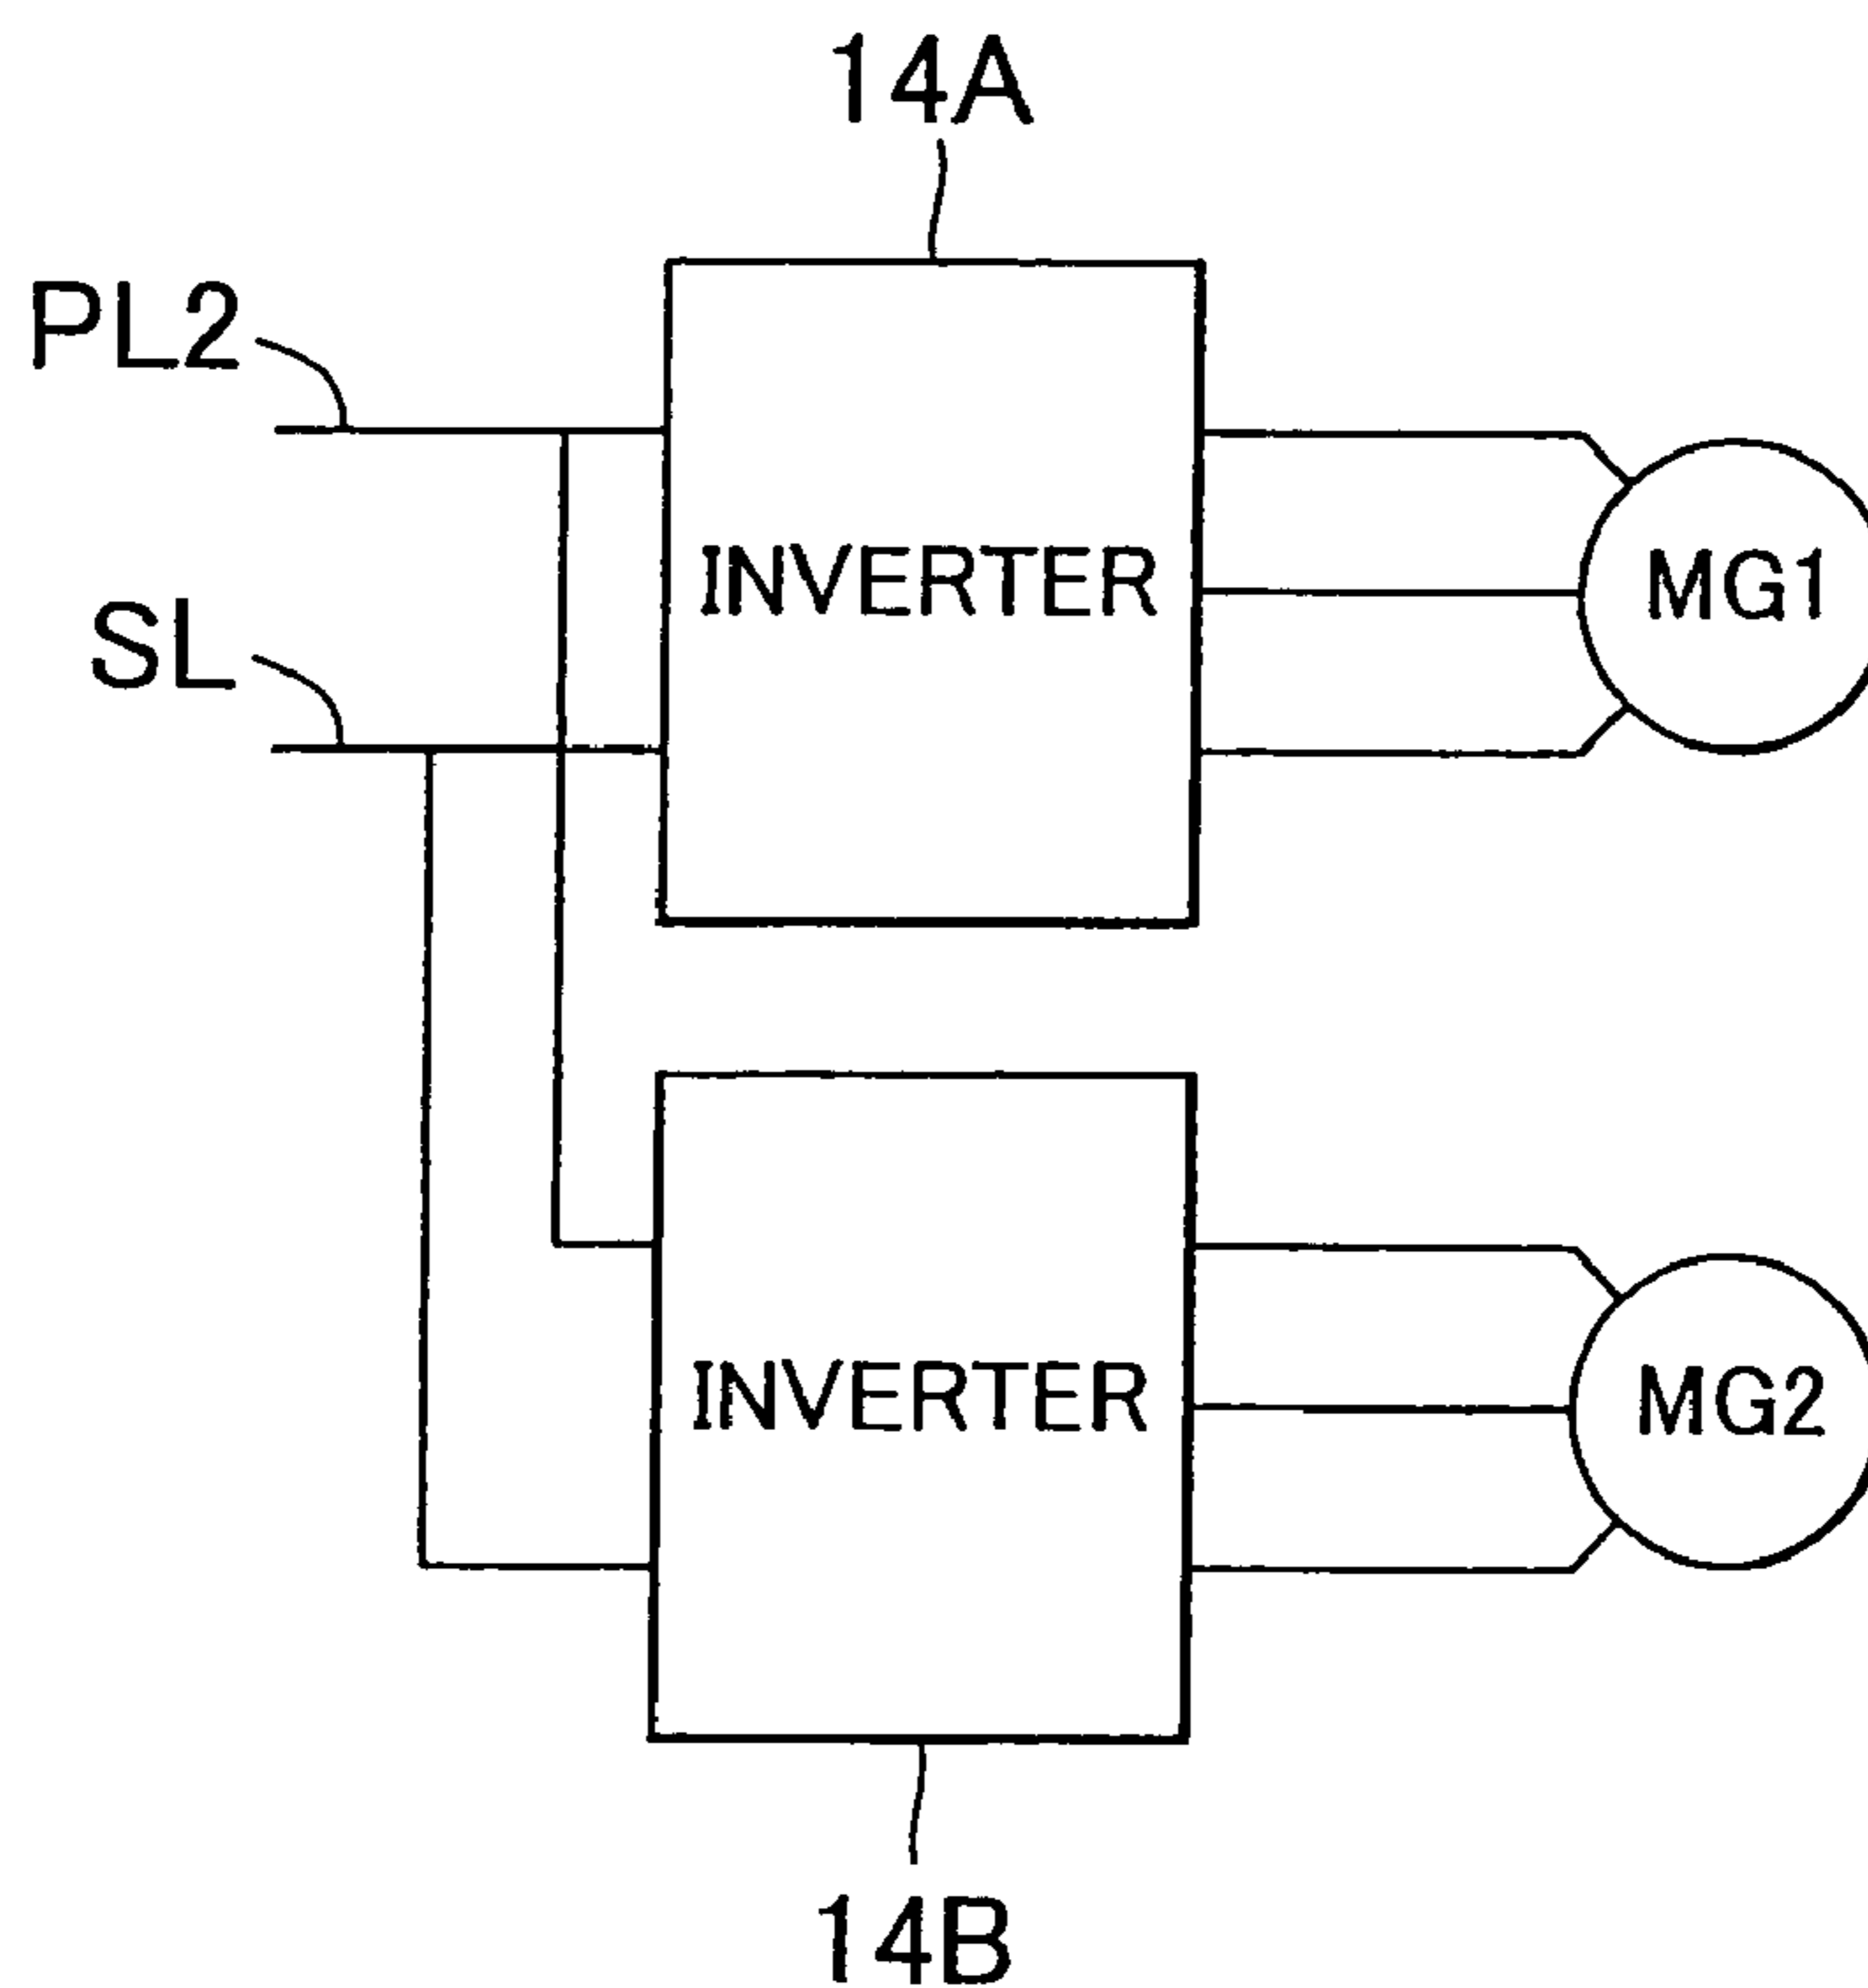 14A
PL2
SL
INVERTER
MG1
INVERTER
MG2
14B